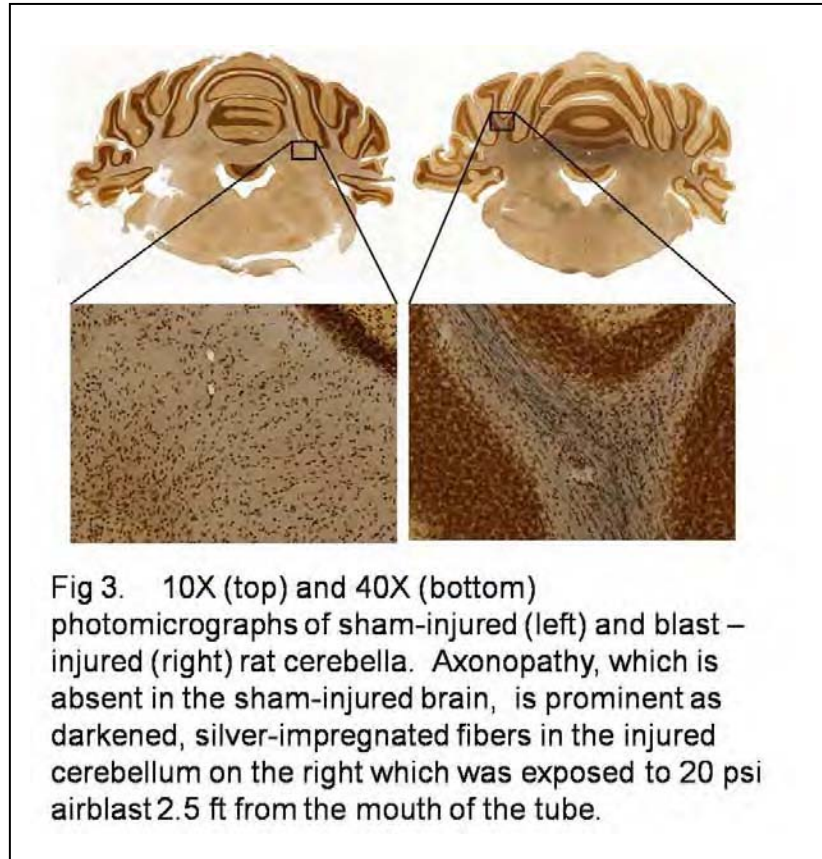 Fig 3. 10X (top) and 40X (bottom)
photomicrographs of sham-injured (left) and blast –
injured (right) rat cerebella. Axonopathy, which is
absent in the sham-injured brain, is prominent as
darkened, silver-impregnated fibers in the injured
cerebellum on the right which was exposed to 20 psi
airblast 2.5 ft from the mouth of the tube.